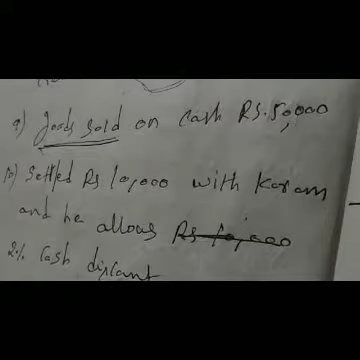 9) Goods sold on cash Rs. 50,000
10) Settled Rs 10,000 with Karam
and he allows Rs 10,000
2% cash discant